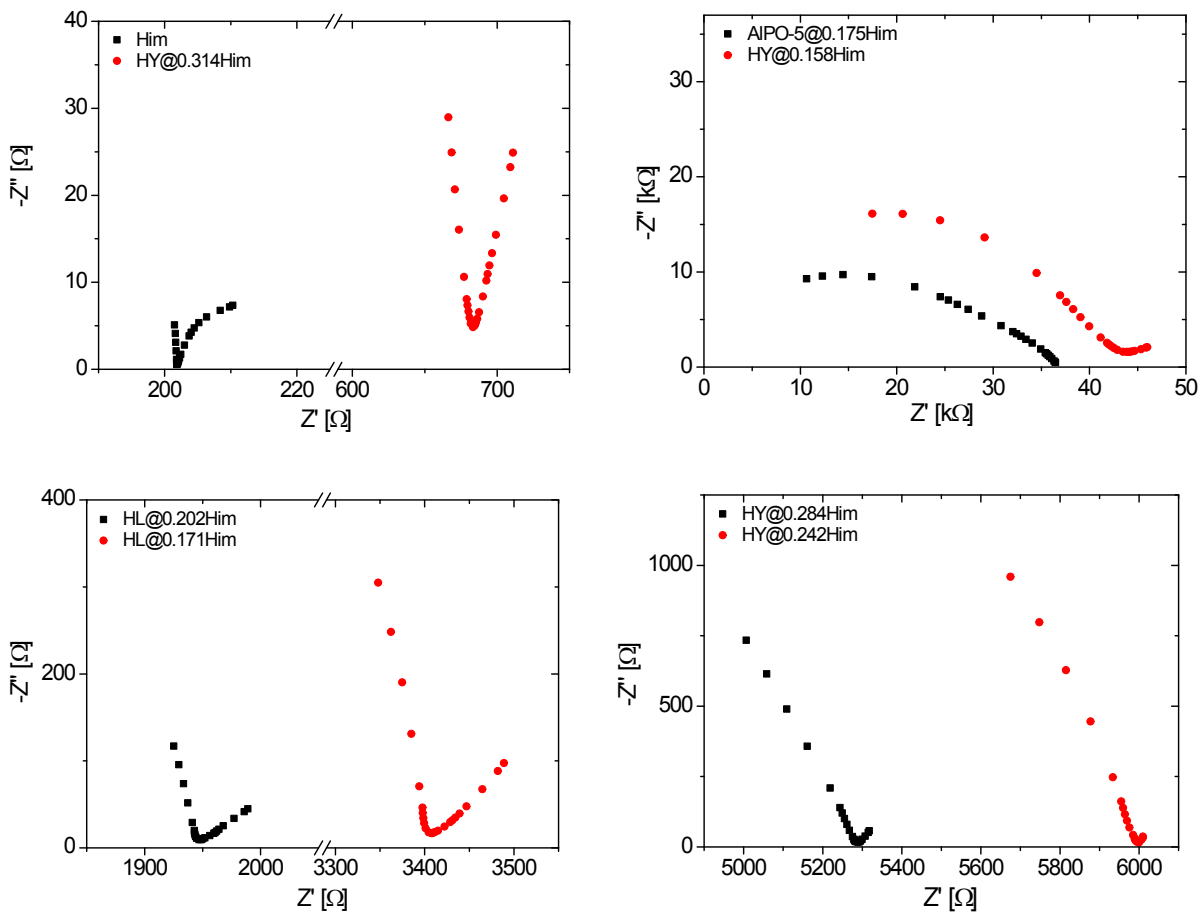 40
30
20
10
0
-Z'' [Ω]
Him
HY@0.314Him
200
220
600
700
Z' [Ω]
30
20
10
0
-Z'' [kΩ]
AlPO-5@0.175Him
HY@0.158Him
0
10
20
30
40
50
Z' [kΩ]
400
200
0
-Z'' [Ω]
HL@0.202Him
HL@0.171Him
1900
2000
3300
3400
3500
Z' [Ω]
1000
500
0
-Z'' [Ω]
HY@0.284Him
HY@0.242Him
5000
5200
5400
5600
5800
6000
Z' [Ω]